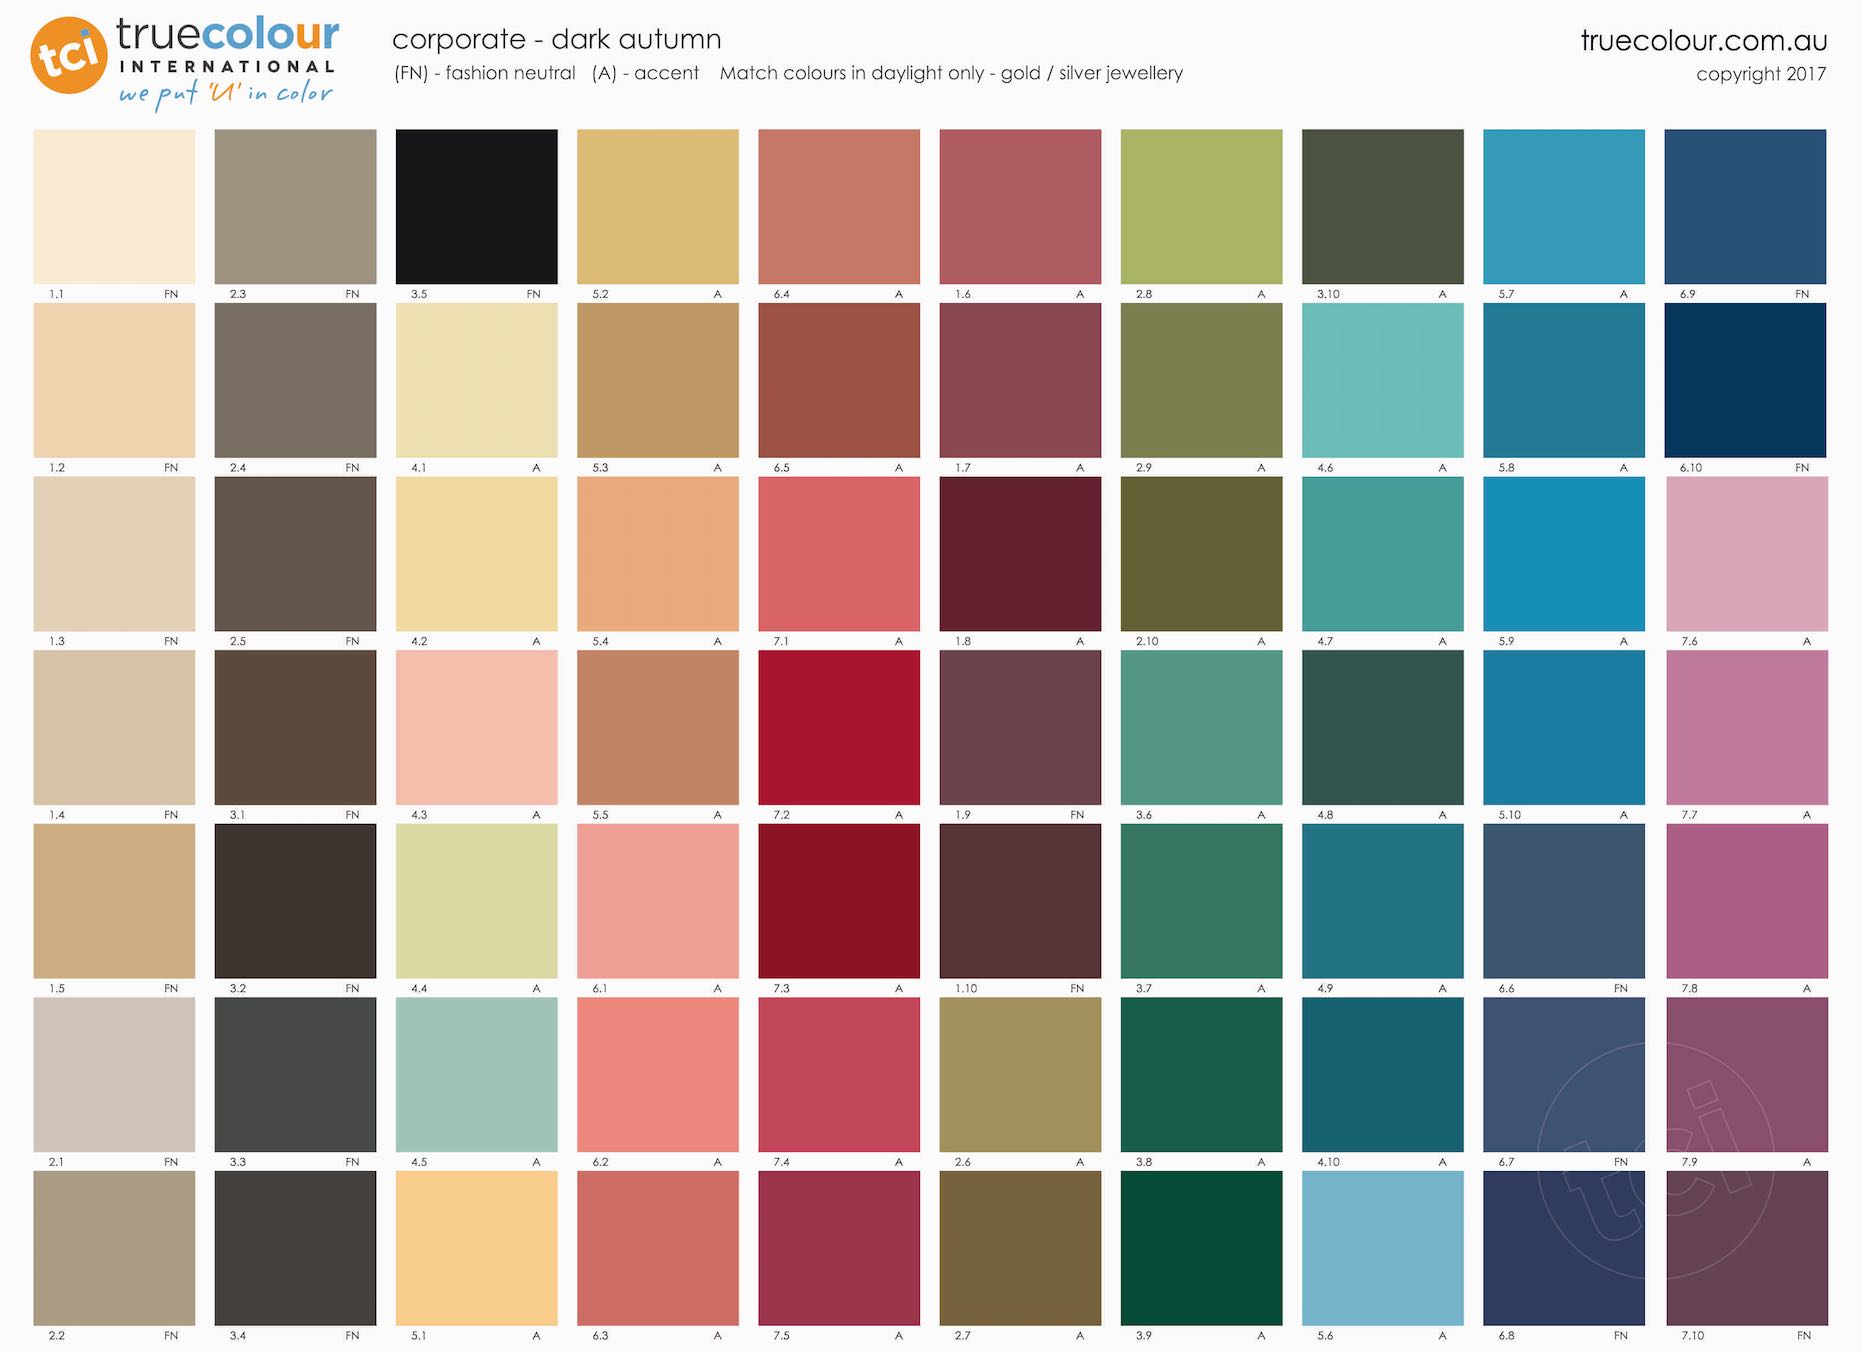 tci truecolour
INTERNATIONAL
we put 'U' in color
corporate - dark autumn
(FN) - fashion neutral (A) - accent Match colours in daylight only - gold / silver jewellery
truecolour.com.au
copyright 2017
1.1 FN 2.3 FN 3.5 FN 5.2 A 6.4 A 1.6 A 2.8 A 3.10 A 5.7 A 6.9 FN
1.2 FN 2.4 FN 4.1 A 5.3 A 6.5 A 1.7 A 2.9 A 4.6 A 5.8 A 6.10 FN
1.3 FN 2.5 FN 4.2 A 5.4 A 7.1 A 1.8 A 2.10 A 4.7 A 5.9 A 7.6 A
1.4 FN 3.1 FN 4.3 A 5.5 A 7.2 A 1.9 FN 3.6 A 4.8 A 5.10 A 7.7 A
1.5 FN 3.2 FN 4.4 A 6.1 A 7.3 A 1.10 FN 3.7 A 4.9 A 6.6 FN 7.8 A
2.1 FN 3.3 FN 4.5 A 6.2 A 7.4 A 2.6 A 3.8 A 4.10 A 6.7 FN 7.9 A
tci
2.2 FN 3.4 FN 5.1 A 6.3 A 7.5 A 2.7 A 3.9 A 5.6 A 6.8 FN 7.10 FN